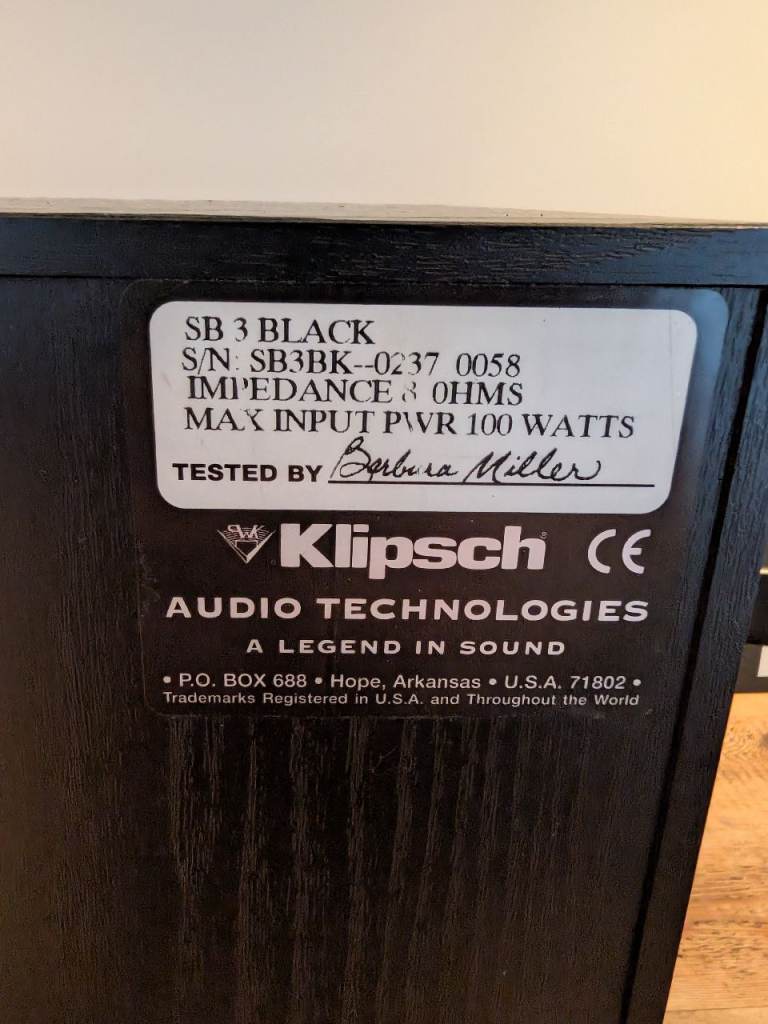 SB 3 BLACK
S/N: SB3BK--0237 0058
IMPEDANCE 8 OHMS
MAX INPUT PWR 100 WATTS
TESTED BY Barbara Miller
PWK Klipsch CE
AUDIO TECHNOLOGIES
A LEGEND IN SOUND
• P.O. BOX 688 • Hope, Arkansas • U.S.A. 71802 •
Trademarks Registered in U.S.A. and Throughout the World